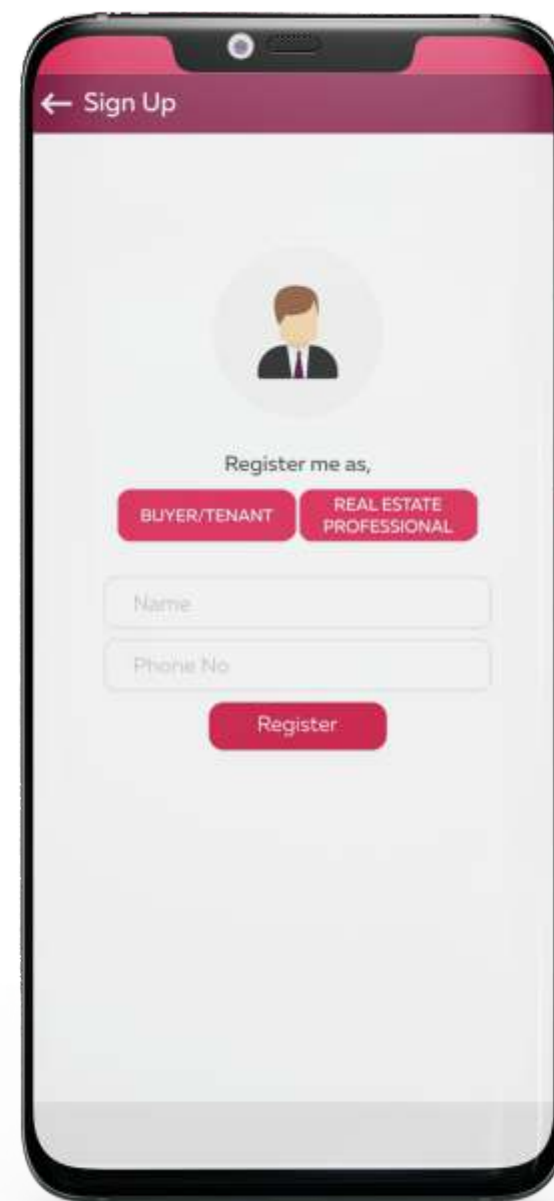 Sign Up
Register me as,
BUYER/TENANT
REAL ESTATE
PROFESSIONAL
Name
Phone No
Register